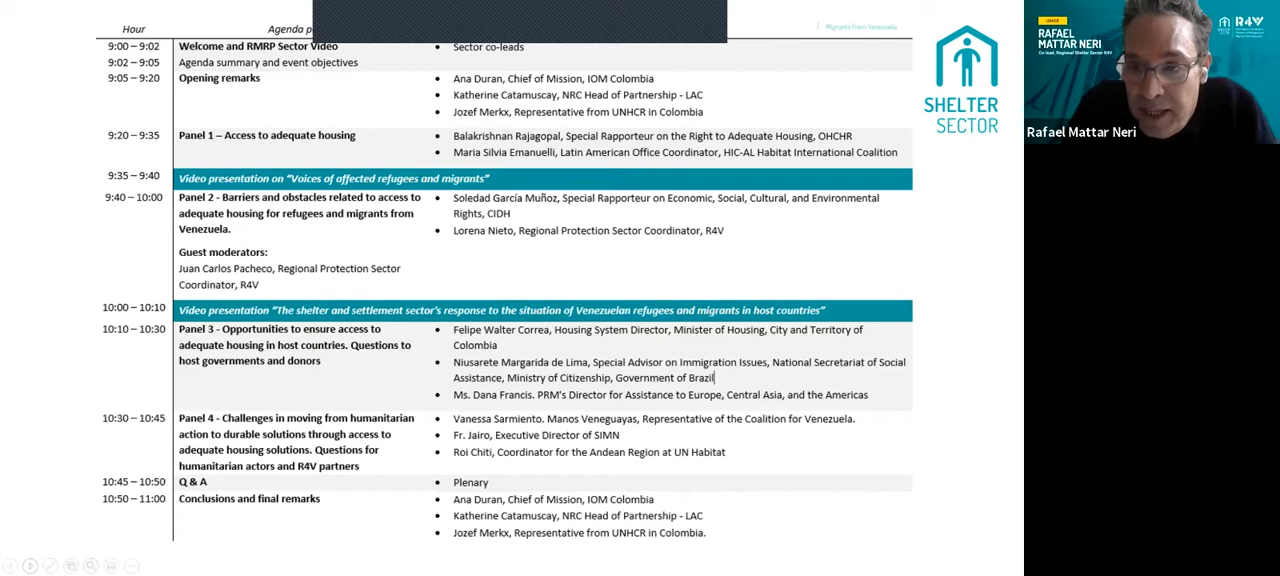 Hour
Agenda p
Migrants from Venezuela
9:00 – 9:02
Welcome and RMRP Sector Video
• Sector co-leads
9:02 – 9:05
Agenda summary and event objectives
9:05 – 9:20
Opening remarks
• Ana Duran, Chief of Mission, IOM Colombia
• Katherine Catamuscay, NRC Head of Partnership - LAC
• Jozef Merkx, Representative from UNHCR in Colombia
9:20 – 9:35
Panel 1 – Access to adequate housing
• Balakrishnan Rajagopal, Special Rapporteur on the Right to Adequate Housing, OHCHR
• Maria Silvia Emanuelli, Latin American Office Coordinator, HIC-AL Habitat International Coalition
9:35 – 9:40
Video presentation on “Voices of affected refugees and migrants”
9:40 – 10:00
Panel 2 - Barriers and obstacles related to access to
adequate housing for refugees and migrants from
Venezuela.
Guest moderators:
Juan Carlos Pacheco, Regional Protection Sector
Coordinator, R4V
• Soledad García Muñoz, Special Rapporteur on Economic, Social, Cultural, and Environmental
Rights, CIDH
• Lorena Nieto, Regional Protection Sector Coordinator, R4V
10:00 – 10:10
Video presentation “The shelter and settlement sector’s response to the situation of Venezuelan refugees and migrants in host countries”
10:10 – 10:30
Panel 3 - Opportunities to ensure access to
adequate housing in host countries. Questions to
host governments and donors
• Felipe Walter Correa, Housing System Director, Minister of Housing, City and Territory of
Colombia
• Niusarete Margarida de Lima, Special Advisor on Immigration Issues, National Secretariat of Social
Assistance, Ministry of Citizenship, Government of Brazil
• Ms. Dana Francis. PRM's Director for Assistance to Europe, Central Asia, and the Americas
10:30 – 10:45
Panel 4 - Challenges in moving from humanitarian
action to durable solutions through access to
adequate housing solutions. Questions for
humanitarian actors and R4V partners
• Vanessa Sarmiento. Manos Veneguayas, Representative of the Coalition for Venezuela.
• Fr. Jairo, Executive Director of SIMN
• Roi Chiti, Coordinator for the Andean Region at UN Habitat
10:45 – 10:50
Q & A
• Plenary
10:50 – 11:00
Conclusions and final remarks
• Ana Duran, Chief of Mission, IOM Colombia
• Katherine Catamuscay, NRC Head of Partnership - LAC
• Jozef Merkx, Representative from UNHCR in Colombia.
SHELTER
SECTOR
UNHCR
RAFAEL
MATTAR NERI
Co-lead, Regional Shelter Sector R4V
R4V
Rafael Mattar Neri